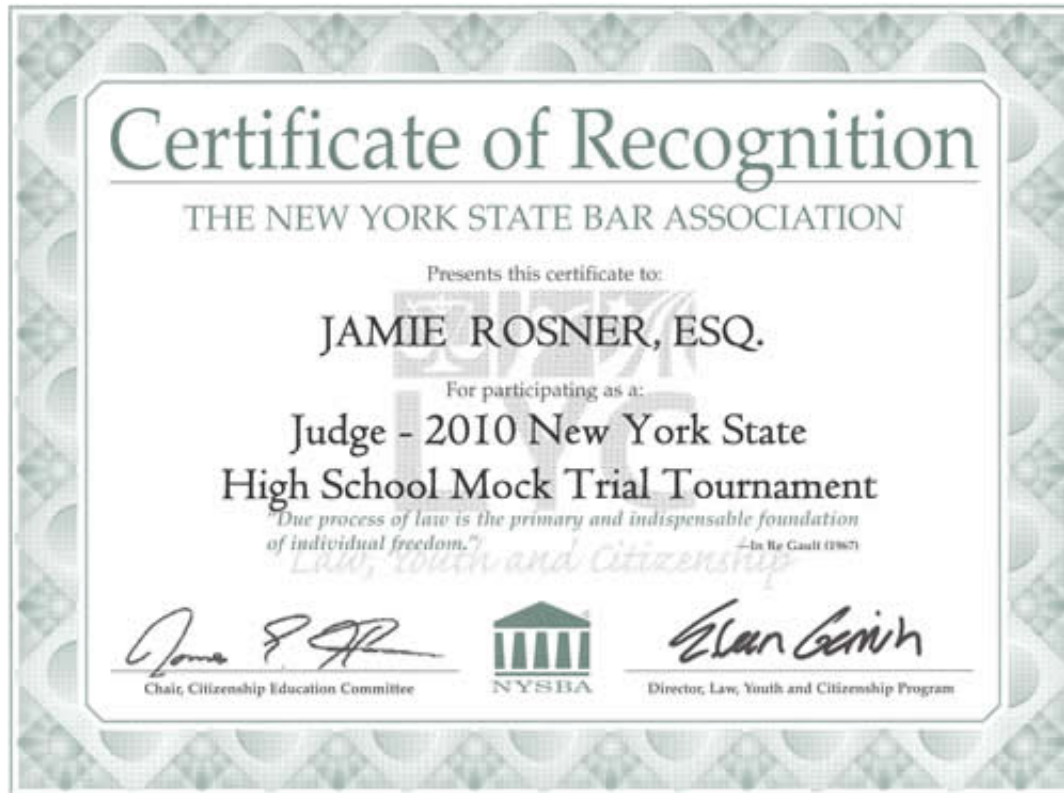 Certificate of Recognition
THE NEW YORK STATE BAR ASSOCIATION
Presents this certificate to:
JAMIE ROSNER, ESQ.
For participating as a:
Judge - 2010 New York State
High School Mock Trial Tournament
"Due process of law is the primary and indispensable foundation
of individual freedom."
—In Re Gault (1967)
LYC
Law, Youth and Citizenship
NYSBA
Chair, Citizenship Education Committee
Director, Law, Youth and Citizenship Program